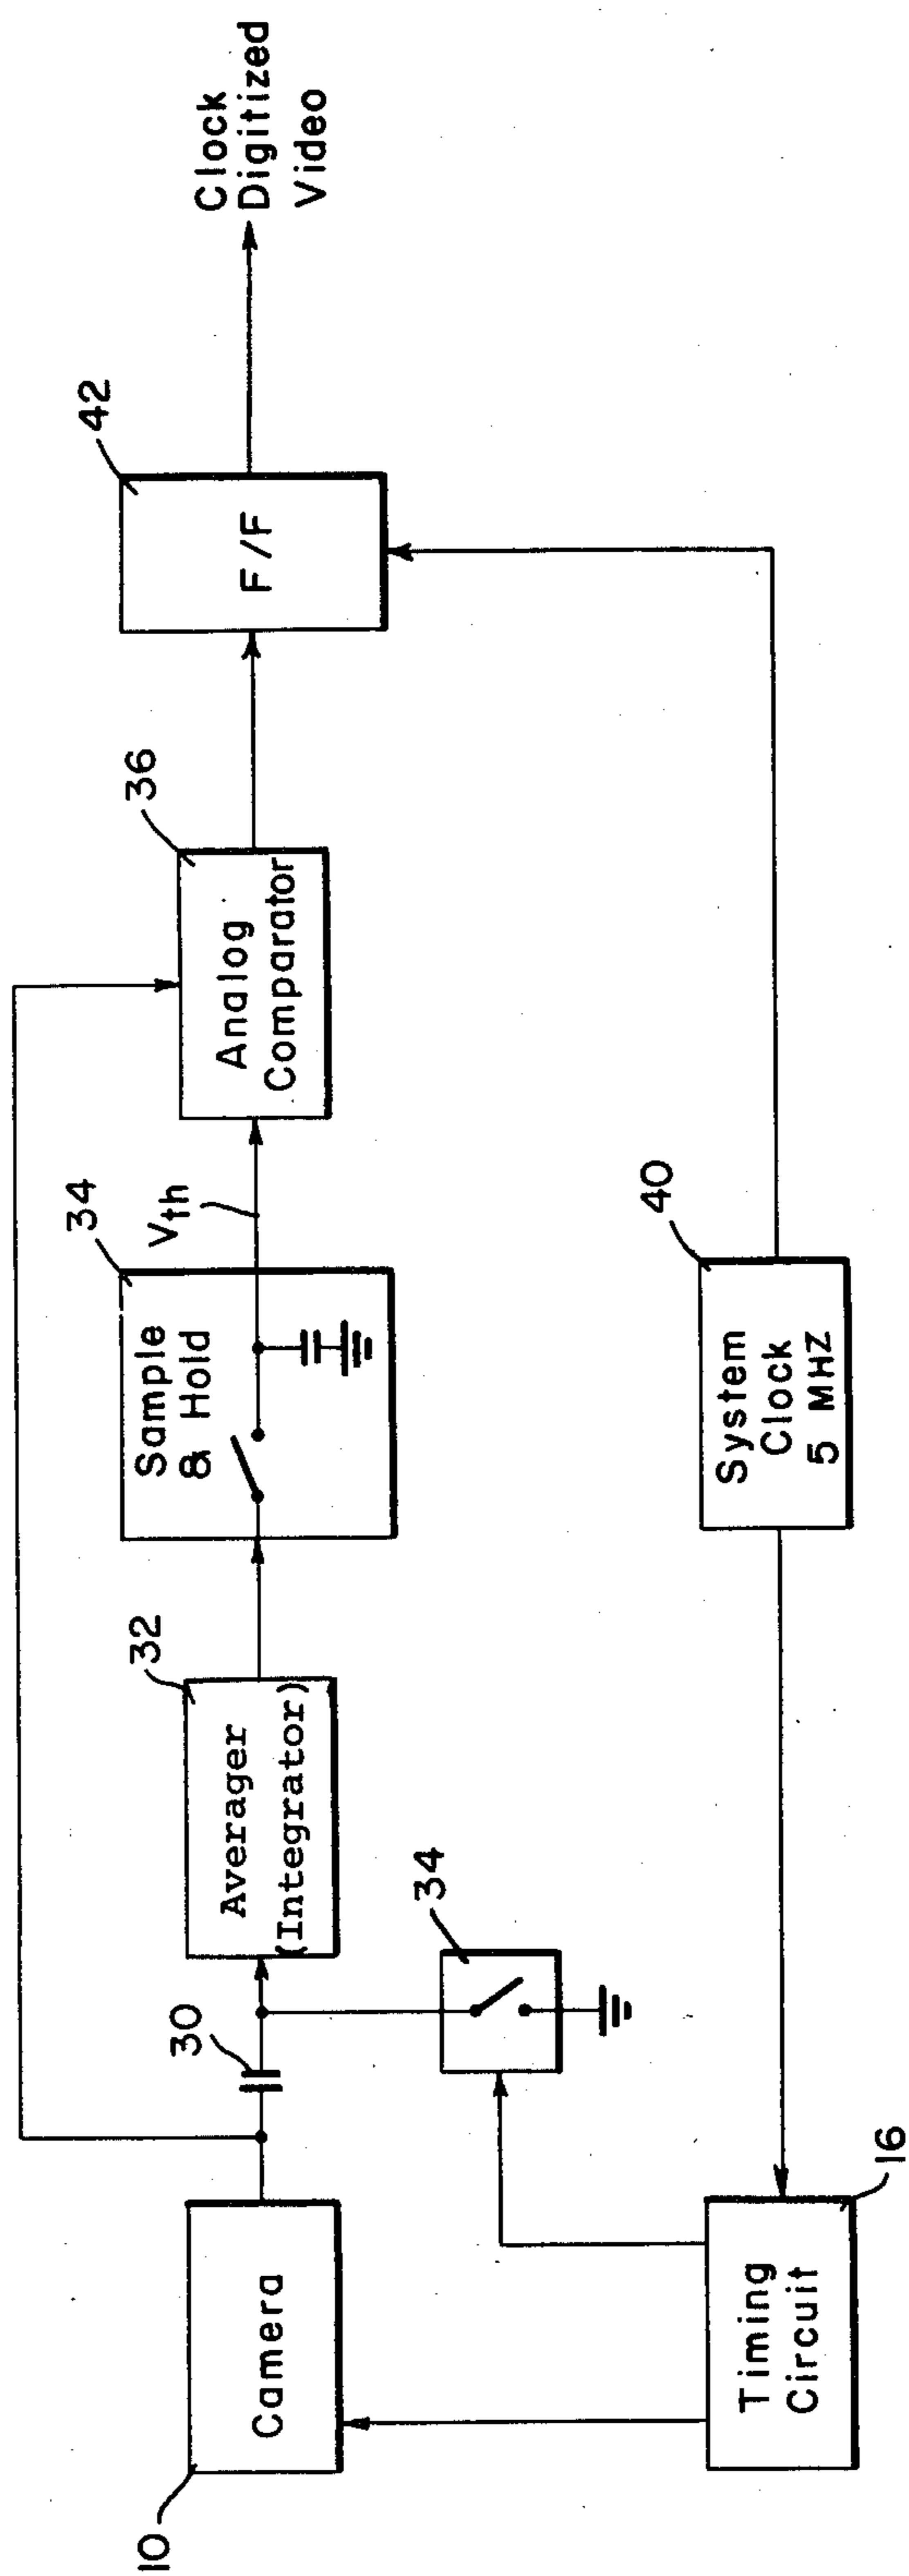 10
Camera
30
32
Averager
(Integrator)
34
Sample
& Hold
Vth
36
Analog
Comparator
42
F/F
Clock
Digitized
Video
34
16
Timing
Circuit
40
System
Clock
5 MHZ